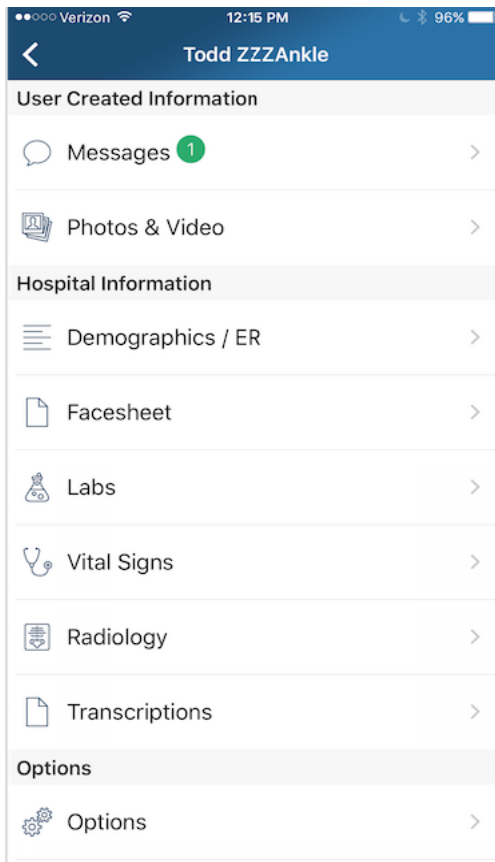 Verizon 12:15 PM 96%
Todd ZZZAnkle
User Created Information
Messages 1
Photos & Video
Hospital Information
Demographics / ER
Facesheet
Labs
Vital Signs
Radiology
Transcriptions
Options
Options